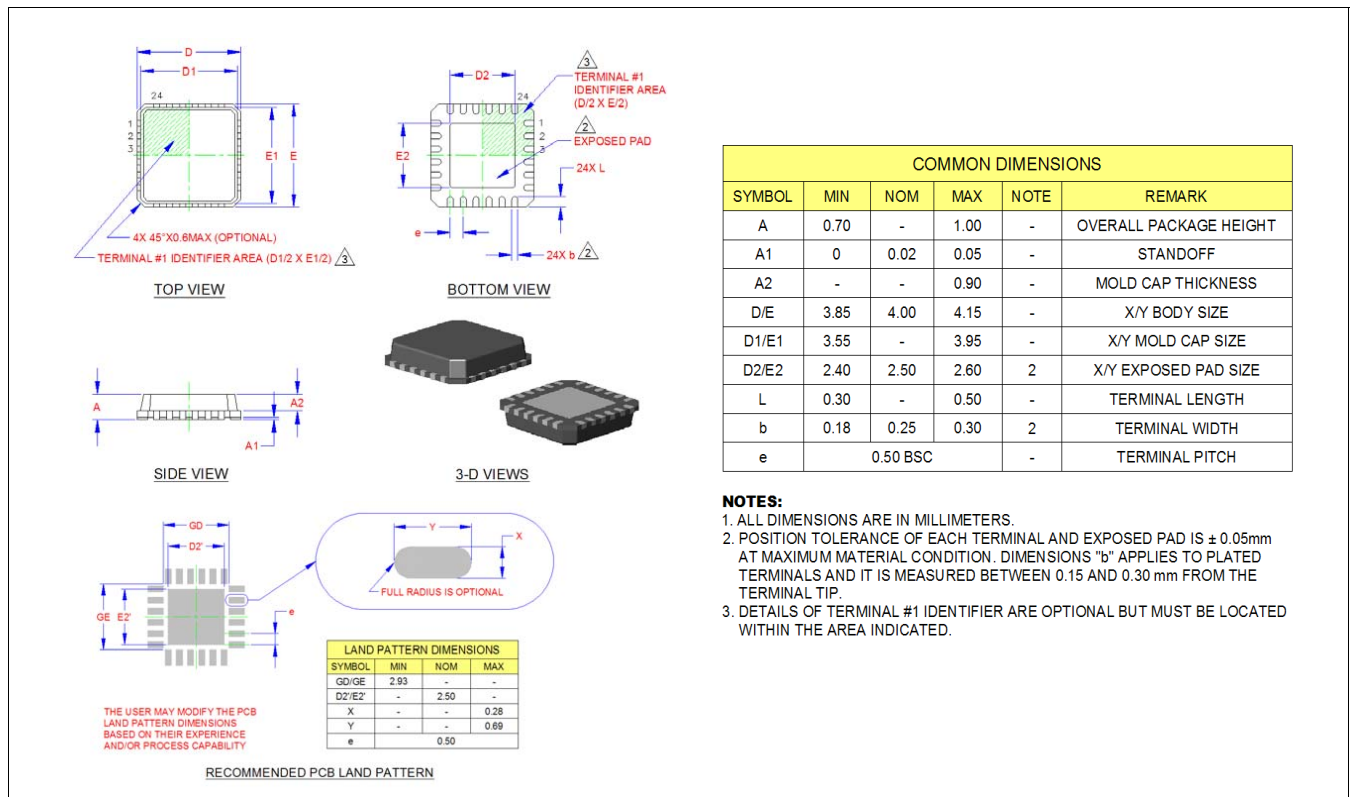 D
D1
24
1
2
3
E1
E
4X 45°X0.6MAX (OPTIONAL)
TERMINAL #1 IDENTIFIER AREA (D1/2 X E1/2) 3
TOP VIEW
D2
3
TERMINAL #1
IDENTIFIER AREA
(D/2 X E/2)
24
1
2
3
2
EXPOSED PAD
E2
24X L
e
24X b 2
BOTTOM VIEW
A
A2
A1
SIDE VIEW
3-D VIEWS
GD
D2'
GE
E2'
e
Y
X
FULL RADIUS IS OPTIONAL
THE USER MAY MODIFY THE PCB
LAND PATTERN DIMENSIONS
BASED ON THEIR EXPERIENCE
AND/OR PROCESS CAPABILITY
LAND PATTERN DIMENSIONS
SYMBOL MIN NOM MAX
GD/GE 2.93 - -
D2'/E2' - 2.50 -
X - - 0.28
Y - - 0.69
e 0.50
RECOMMENDED PCB LAND PATTERN
COMMON DIMENSIONS
SYMBOL MIN NOM MAX NOTE REMARK
A 0.70 - 1.00 - OVERALL PACKAGE HEIGHT
A1 0 0.02 0.05 - STANDOFF
A2 - - 0.90 - MOLD CAP THICKNESS
D/E 3.85 4.00 4.15 - X/Y BODY SIZE
D1/E1 3.55 - 3.95 - X/Y MOLD CAP SIZE
D2/E2 2.40 2.50 2.60 2 X/Y EXPOSED PAD SIZE
L 0.30 - 0.50 - TERMINAL LENGTH
b 0.18 0.25 0.30 2 TERMINAL WIDTH
e 0.50 BSC - TERMINAL PITCH
NOTES:
1. ALL DIMENSIONS ARE IN MILLIMETERS.
2. POSITION TOLERANCE OF EACH TERMINAL AND EXPOSED PAD IS ± 0.05mm
AT MAXIMUM MATERIAL CONDITION. DIMENSIONS "b" APPLIES TO PLATED
TERMINALS AND IT IS MEASURED BETWEEN 0.15 AND 0.30 mm FROM THE
TERMINAL TIP.
3. DETAILS OF TERMINAL #1 IDENTIFIER ARE OPTIONAL BUT MUST BE LOCATED
WITHIN THE AREA INDICATED.